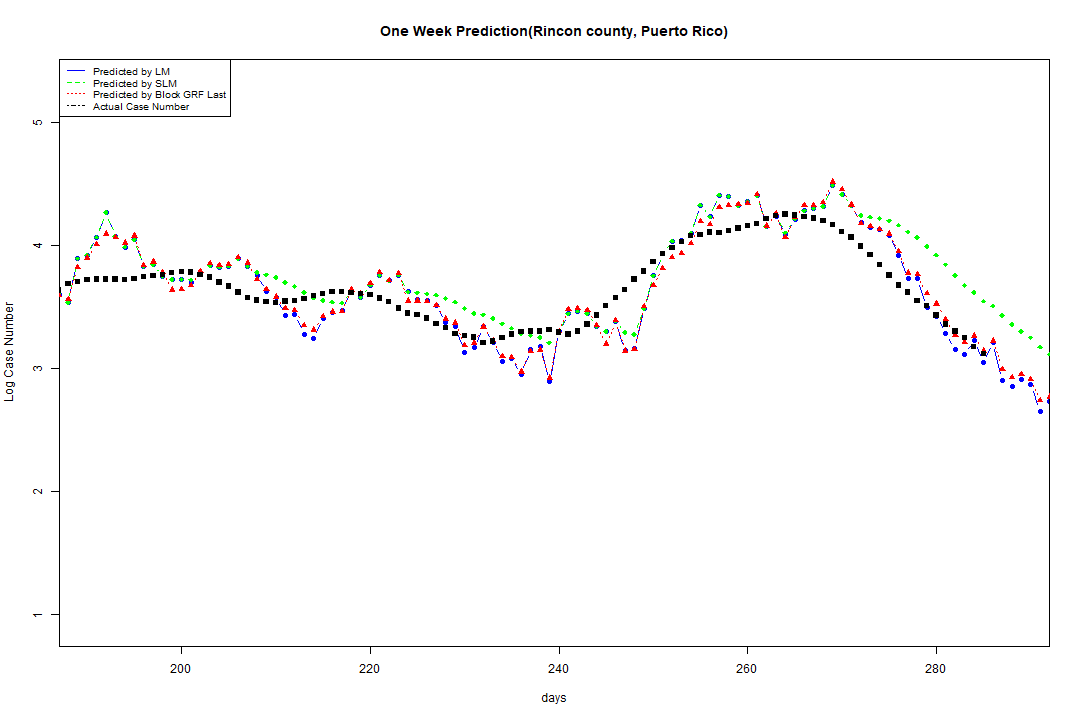 One Week Prediction(Rincon county, Puerto Rico)
Predicted by LM
Predicted by SLM
Predicted by Block GRF Last
Actual Case Number
5
4
3
2
1
Log Case Number
200 220 240 260 280
days